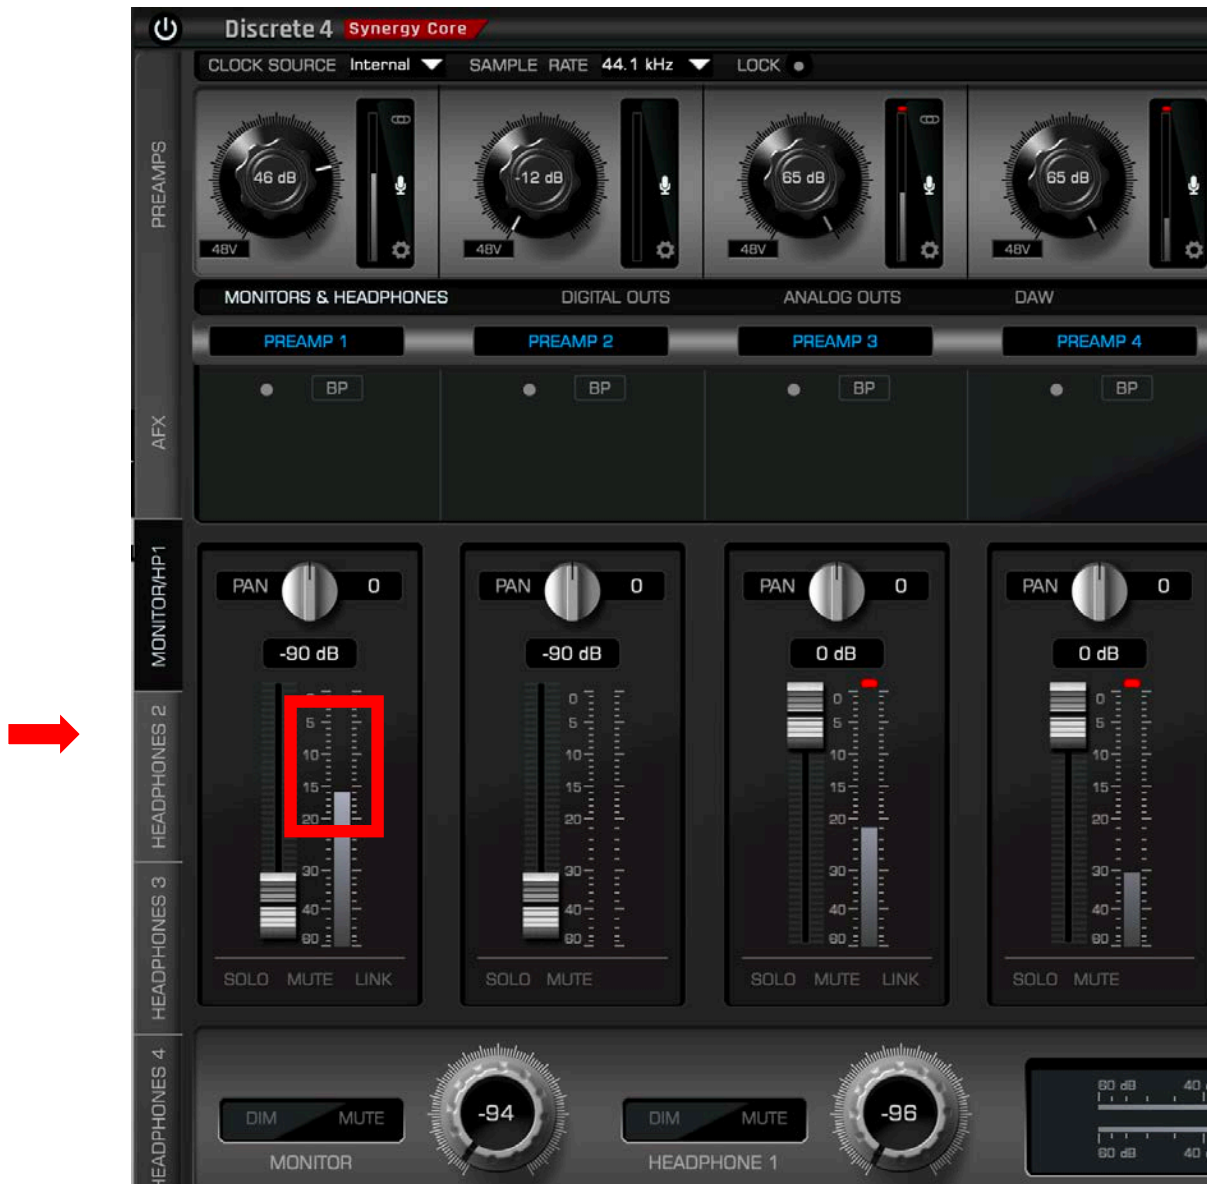 Discrete 4 Synergy Core
CLOCK SOURCE Internal SAMPLE RATE 44.1 kHz LOCK
PREAMPS
46 dB
-12 dB
65 dB
65 dB
48V
48V
48V
48V
MONITORS & HEADPHONES DIGITAL OUTS ANALOG OUTS DAW
PREAMP 1 PREAMP 2 PREAMP 3 PREAMP 4
AFX
BP BP BP BP
MONITOR/HP1
PAN 0 PAN 0 PAN 0 PAN 0
-90 dB -90 dB 0 dB 0 dB
0 0 0
5 5 5 5
10 10 10 10
15 15 15 15
20 20 20 20
30 30 30 30
40 40 40 40
60 60 60 60
HEADPHONES 2
HEADPHONES 3
SOLO MUTE LINK SOLO MUTE SOLO MUTE LINK SOLO MUTE
HEADPHONES 4
DIM MUTE
-94
DIM MUTE
-96
MONITOR
HEADPHONE 1
60 dB 40
60 dB 40